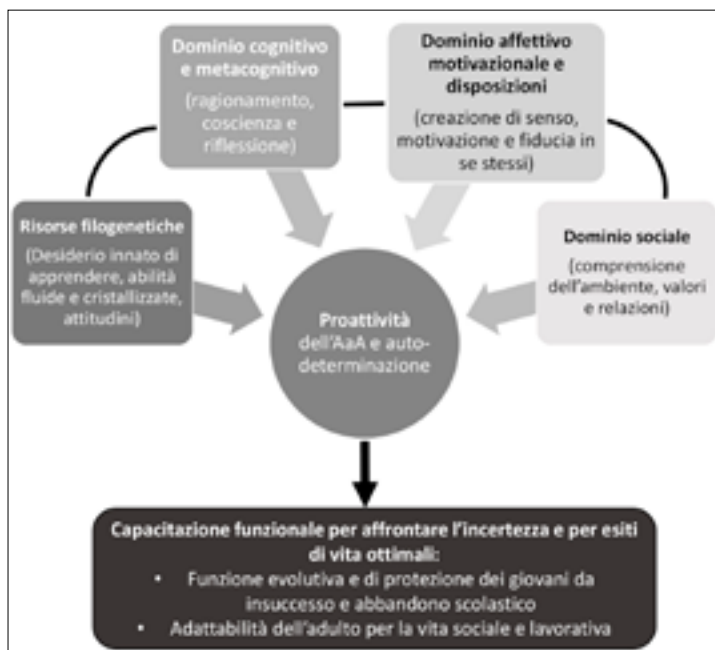 Dominio cognitivo
e metacognitivo
(ragionamento,
coscienza e
riflessione)
Dominio affettivo
motivazionale e
disposizioni
(creazione di senso,
motivazione e fiducia in
se stessi)
Risorse filogenetiche
(Desiderio innato di
apprendere, abilità
fluide e cristallizzate,
attitudini)
Dominio sociale
(comprensione
dell'ambiente, valori
e relazioni)
Proattività
dell'AaA e auto-
determinazione
Capacitazione funzionale per affrontare l'incertezza e per esiti
di vita ottimali:
• Funzione evolutiva e di protezione dei giovani da
insuccesso e abbandono scolastico
• Adattabilità dell'adulto per la vita sociale e lavorativa